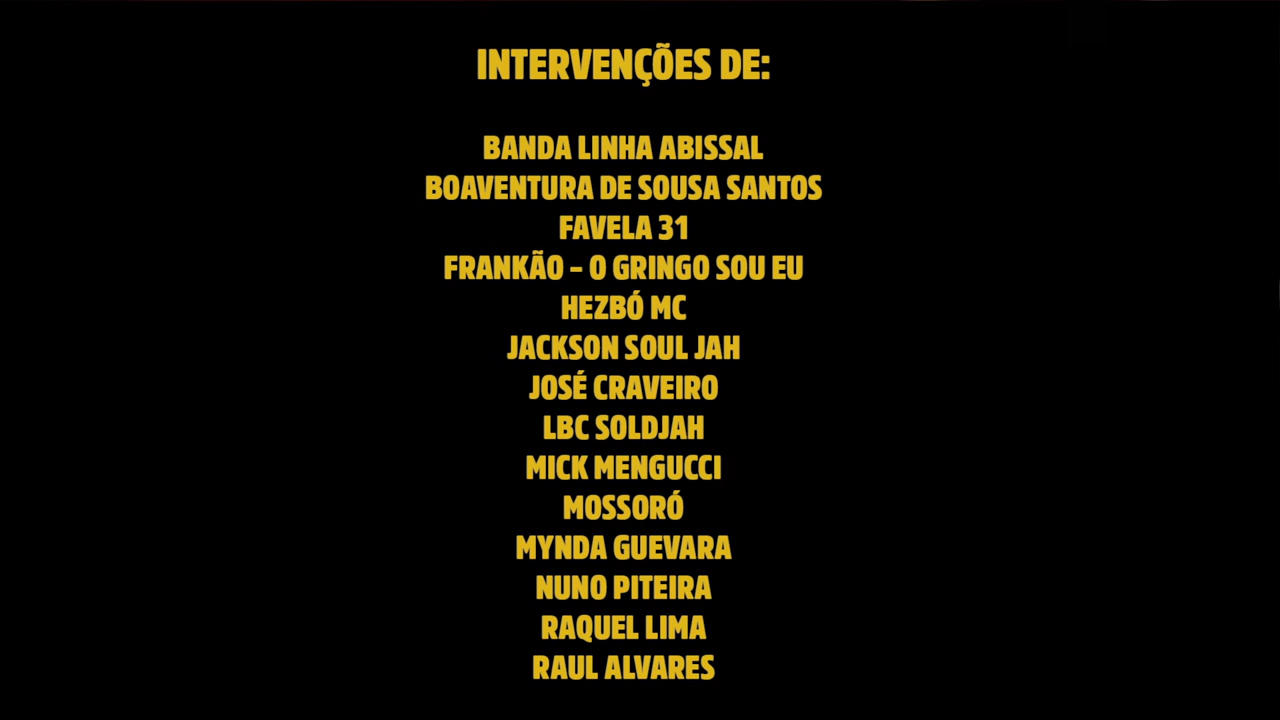 INTERVENÇÕES DE:
BANDA LINHA ABISSAL
BOAVENTURA DE SOUSA SANTOS
FAVELA 31
FRANKÃO – O GRINGO SOU EU
HEZBÓ MC
JACKSON SOUL JAH
JOSÉ CRAVEIRO
LBC SOLDJAH
MICK MENGUCCI
MOSSORÓ
MYNDA GUEVARA
NUNO PITEIRA
RAQUEL LIMA
RAUL ALVARES